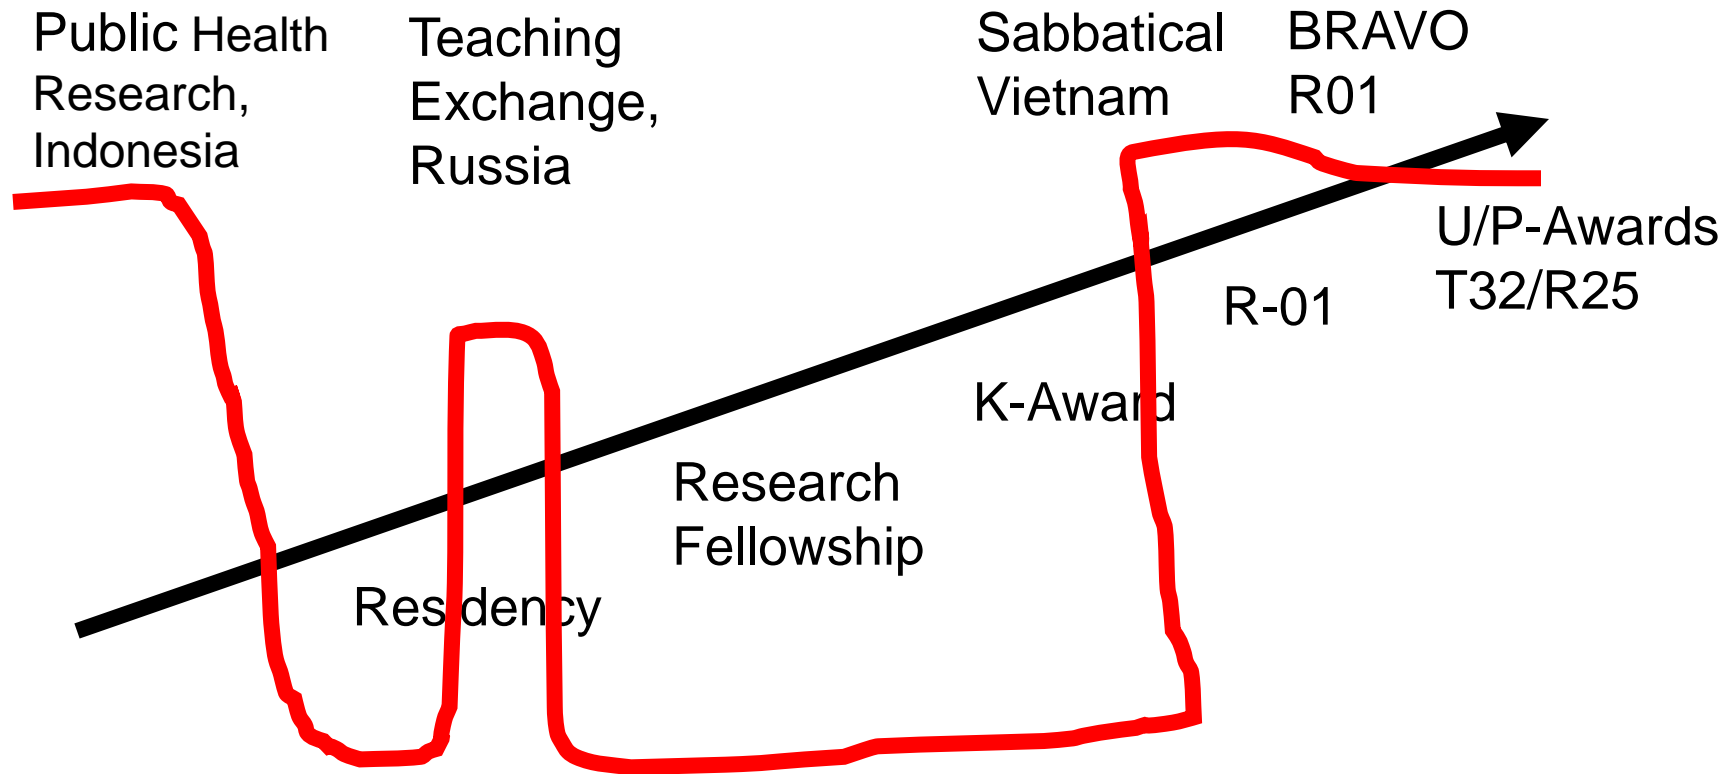 Public Health
Research,
Indonesia
Teaching
Exchange,
Russia
Sabbatical
Vietnam
BRAVO
R01
U/P-Awards
T32/R25
R-01
K-Award
Research
Fellowship
Residency